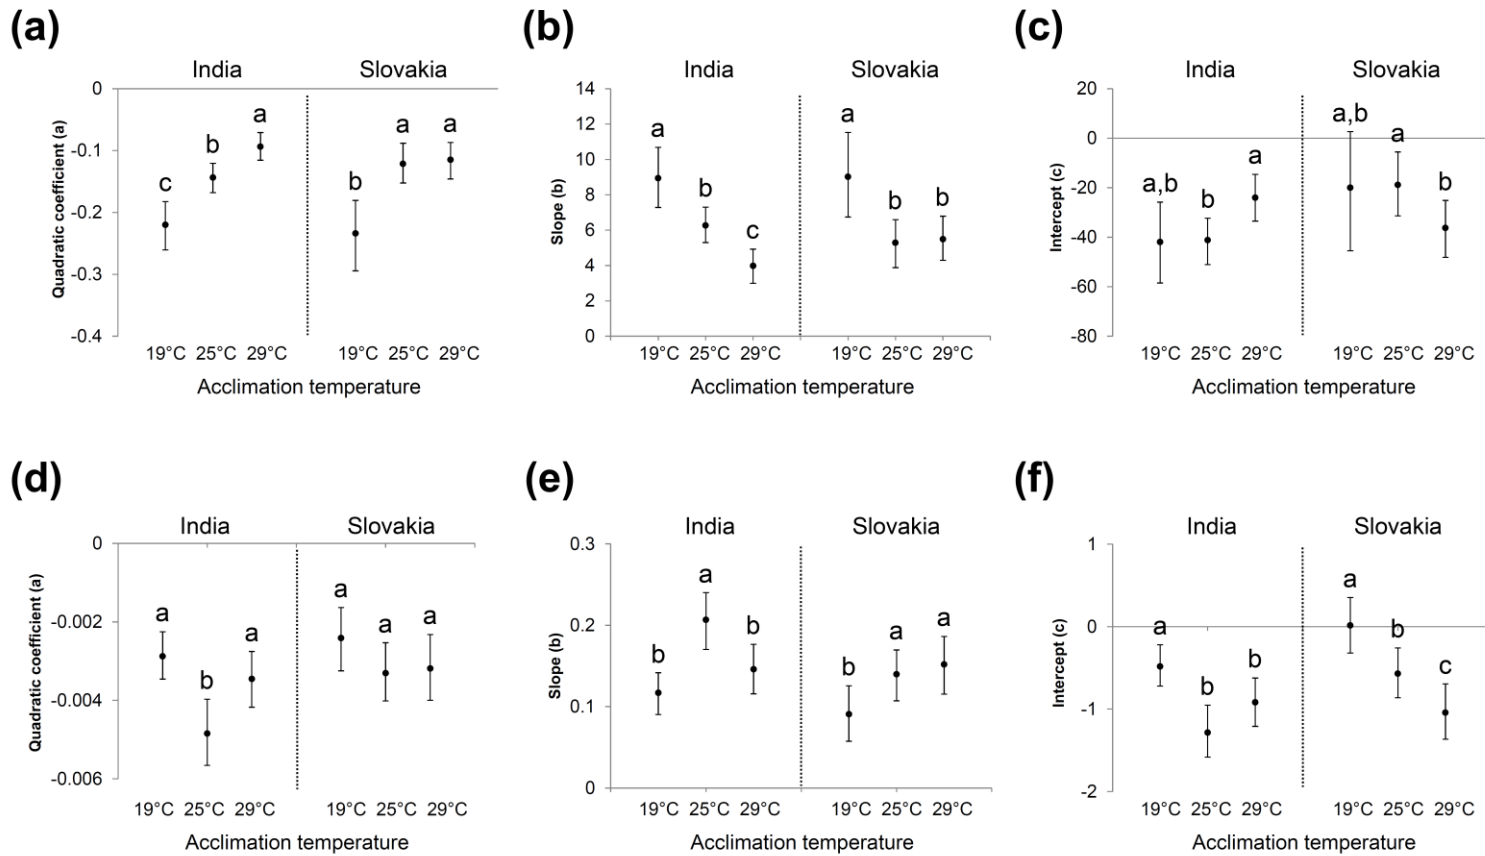 (a)
India Slovakia
Quadratic coefficient (a)
0
-0.1
-0.2
-0.3
-0.4
c b a b a a
19°C 25°C 29°C 19°C 25°C 29°C
Acclimation temperature
(b)
India Slovakia
Slope (b)
14
12
10
8
6
4
2
0
a b c a b b
19°C 25°C 29°C 19°C 25°C 29°C
Acclimation temperature
(c)
India Slovakia
Intercept (c)
20
0
-20
-40
-60
-80
a,b b a a,b a b
19°C 25°C 29°C 19°C 25°C 29°C
Acclimation temperature
(d)
India Slovakia
Quadratic coefficient (a)
0
-0.002
-0.004
-0.006
a b a a a a
19°C 25°C 29°C 19°C 25°C 29°C
Acclimation temperature
(e)
India Slovakia
Slope (b)
0.3
0.2
0.1
0
b a b b a a
19°C 25°C 29°C 19°C 25°C 29°C
Acclimation temperature
(f)
India Slovakia
Intercept (c)
1
0
-1
-2
a b b a b c
19°C 25°C 29°C 19°C 25°C 29°C
Acclimation temperature